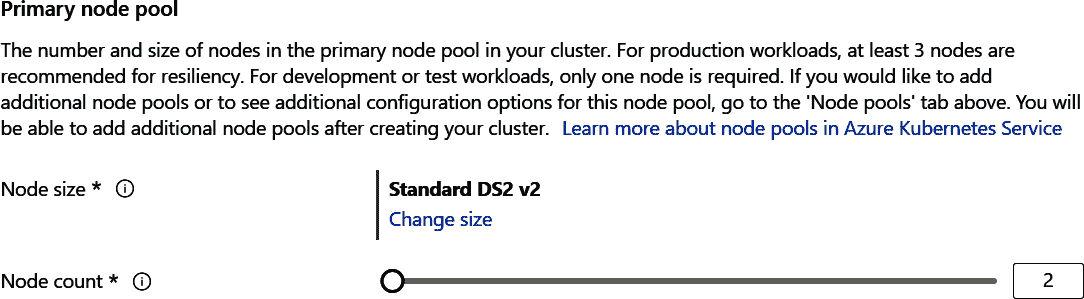 Primary node pool
The number and size of nodes in the primary node pool in your cluster. For production workloads, at least 3 nodes are
recommended for resiliency. For development or test workloads, only one node is required. If you would like to add
additional node pools or to see additional configuration options for this node pool, go to the 'Node pools' tab above. You will
be able to add additional node pools after creating your cluster. Learn more about node pools in Azure Kubernetes Service
Node size *
Standard DS2 v2
Change size
Node count *
2